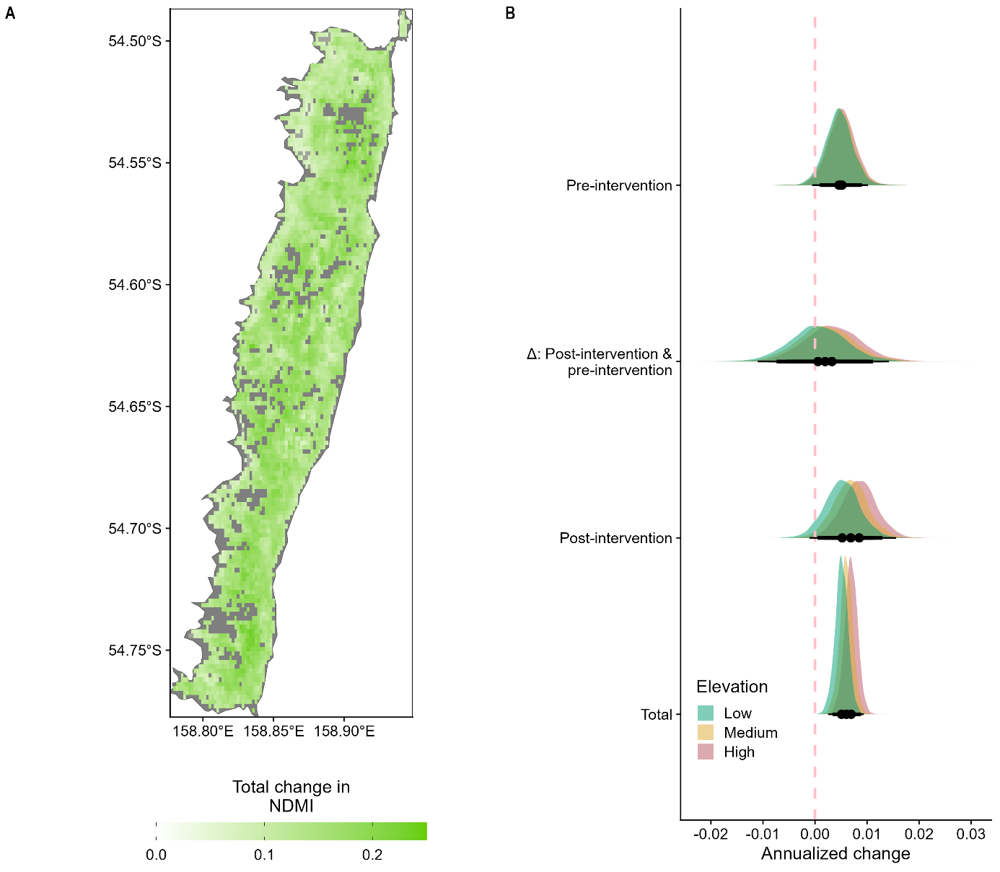 A
54.50°S
54.55°S
54.60°S
54.65°S
54.70°S
54.75°S
158.80°E 158.85°E 158.90°E
Total change in
NDMI
0.0 0.1 0.2
B
Pre-intervention
Δ: Post-intervention &
pre-intervention
Post-intervention
Total
Elevation
Low
Medium
High
-0.02 -0.01 0.00 0.01 0.02 0.03
Annualized change